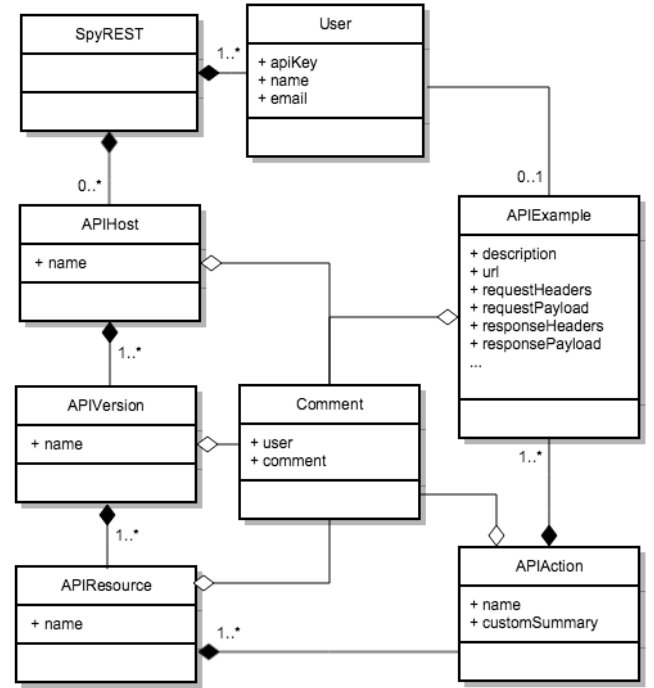 SpyREST
1..*
User
+ apiKey
+ name
+ email
0..*
0..1
APIHost
+ name
APIExample
+ description
+ url
+ requestHeaders
+ requestPayload
+ responseHeaders
+ responsePayload
...
1..*
APIVersion
+ name
Comment
+ user
+ comment
1..*
1..*
APIResource
+ name
APIAction
+ name
+ customSummary
1..*